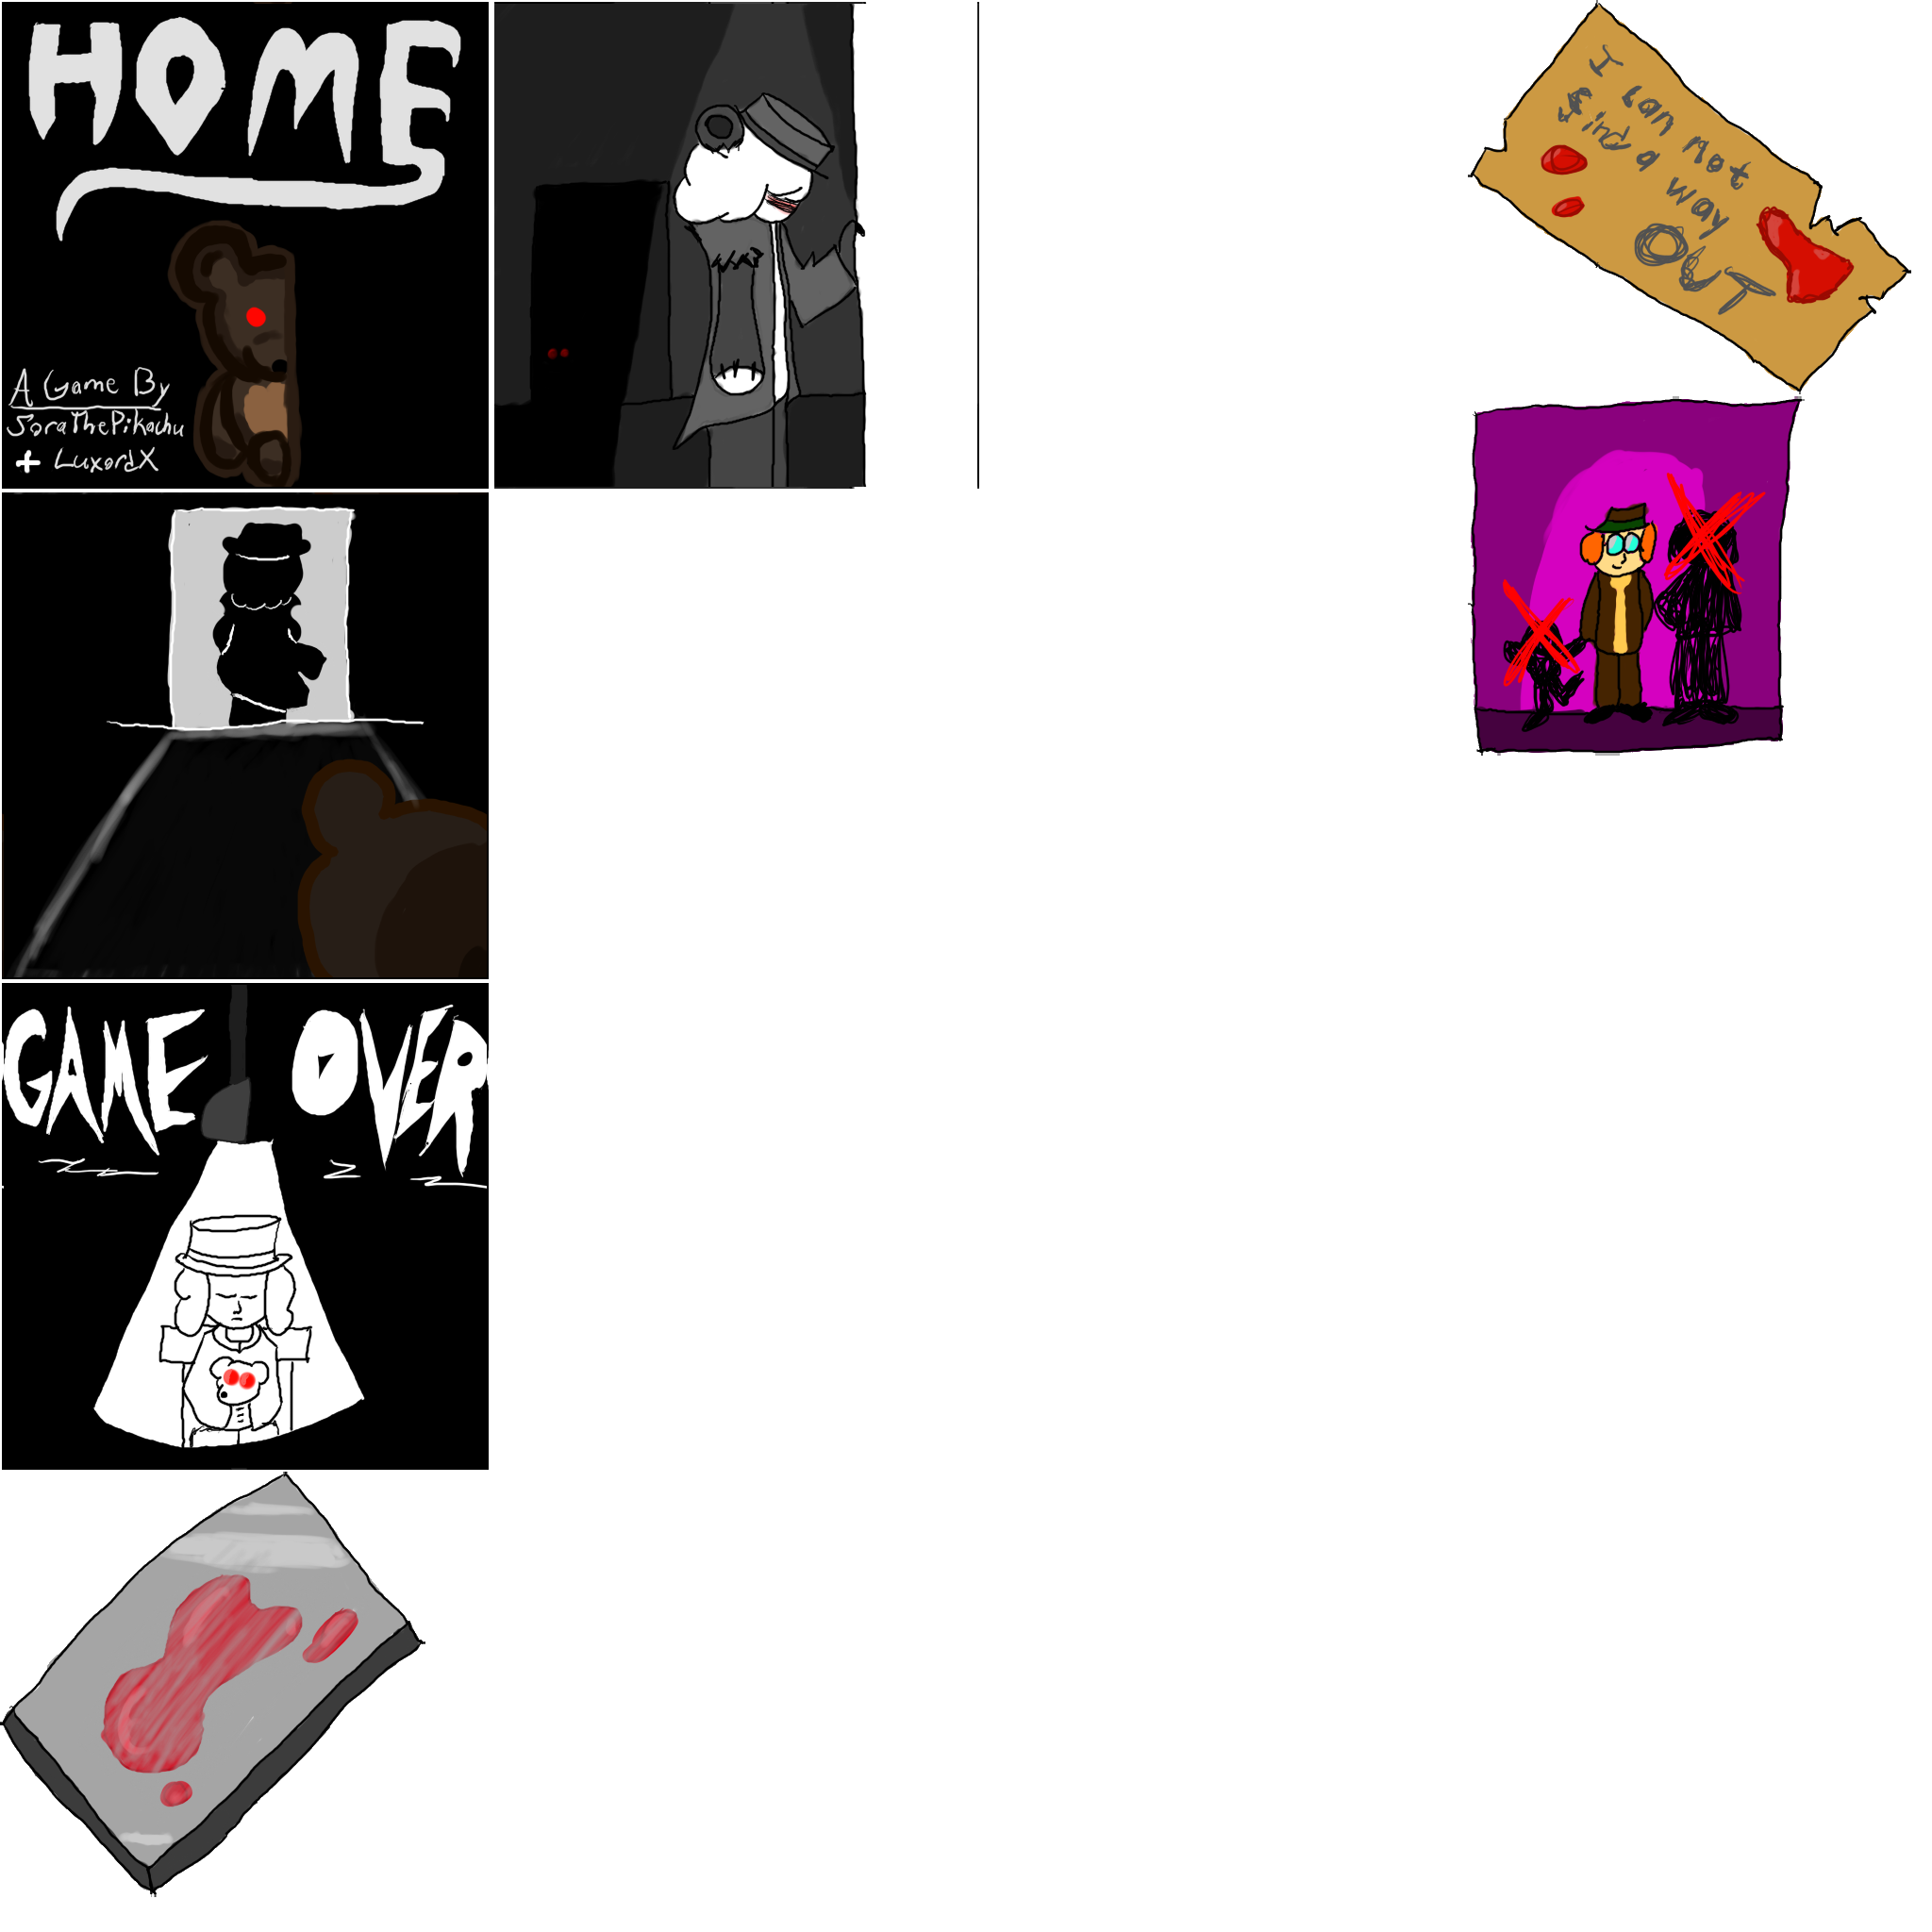 HOME
A Game By
SoraThePikachu
+ LuxordX
I can not
find a way
OUT
GAME OVER